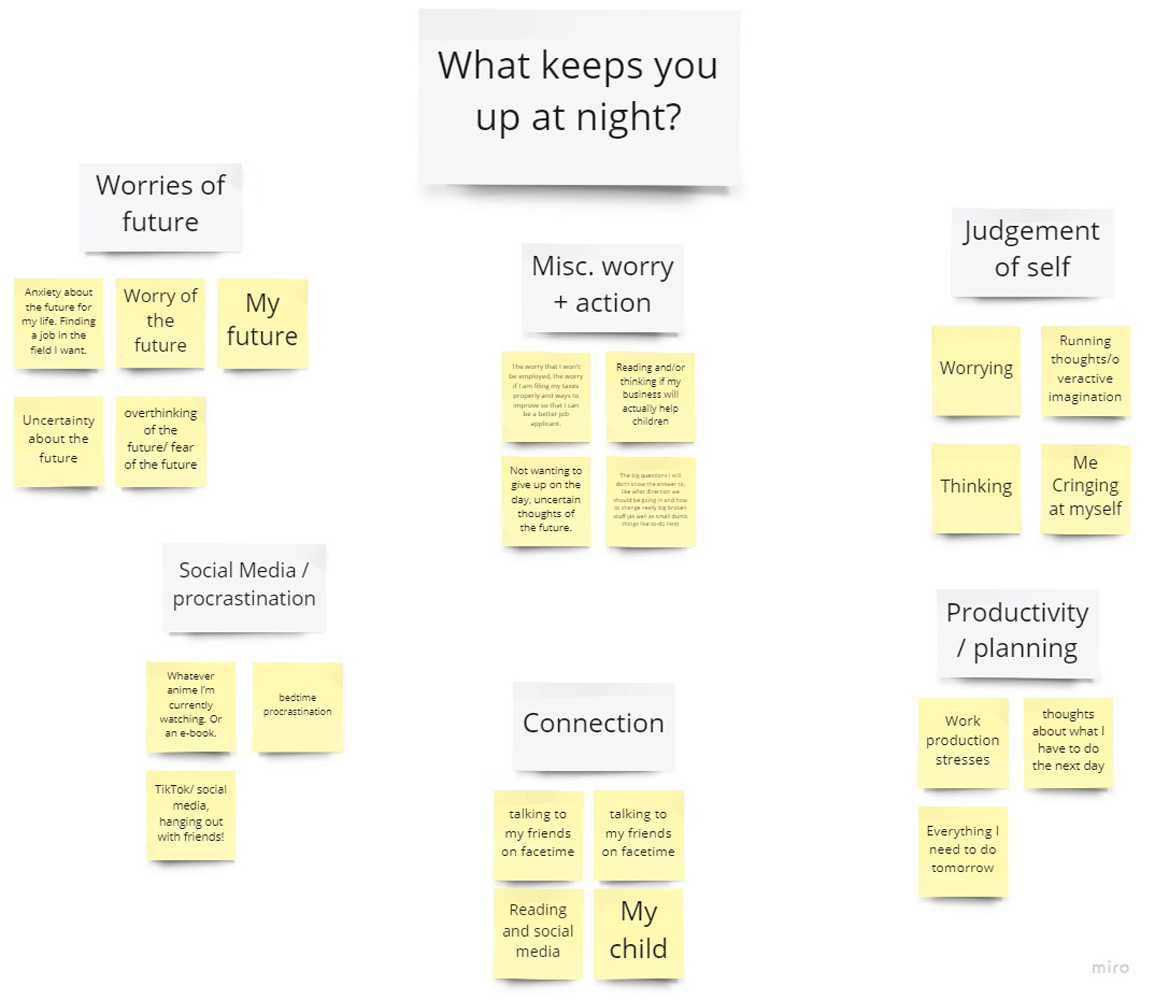 What keeps you
up at night?
Worries of
future
Anxiety about
the future for
my life. Finding
a job in the
field I want.
Worry of
the
future
My
future
Uncertainty
about the
future
overthinking
of the
future/ fear
of the future
Misc. worry
+ action
The worry that I won't
be employed, the worry
if I am filing my taxes
properly and ways to
improve so that I can
be a better job
applicant.
Reading and/or
thinking if my
business will
actually help
children
Not wanting to
give up on the
day, uncertain
thoughts of
the future.
The big questions I still
don't know the answer to,
like what direction we
should be going in and how
to change really big broken
stuff (as well as small dumb
things like to-do lists)
Judgement
of self
Worrying
Running
thoughts/o
veractive
imagination
Thinking
Me
Cringing
at myself
Social Media /
procrastination
Whatever
anime I'm
currently
watching. Or
an e-book.
bedtime
procrastination
TikTok/ social
media,
hanging out
with friends!
Connection
talking to
my friends
on facetime
talking to
my friends
on facetime
Reading
and social
media
My
child
Productivity
/ planning
Work
production
stresses
thoughts
about what I
have to do
the next day
Everything I
need to do
tomorrow
miro